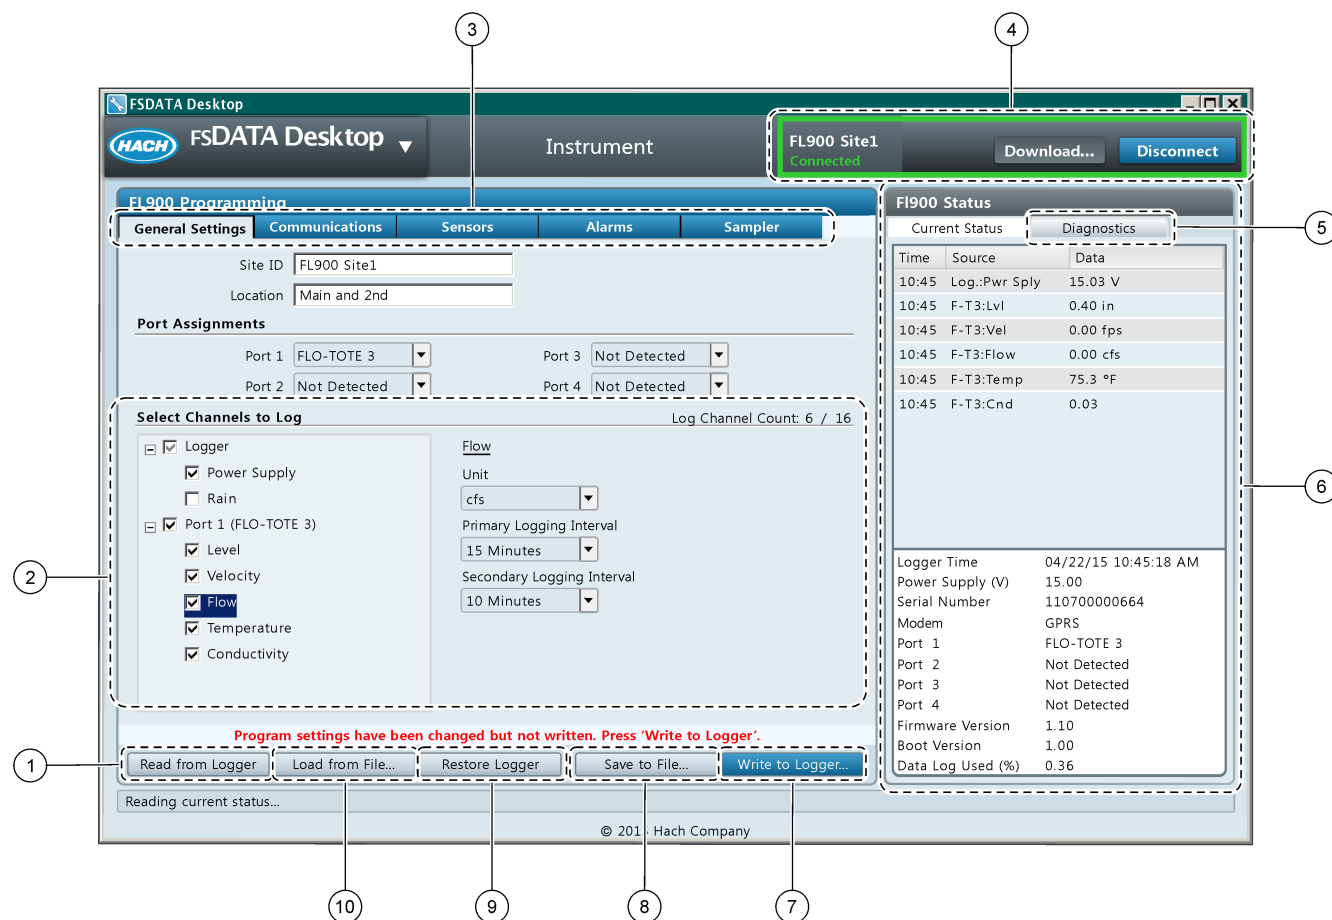 3
4
FSDATA Desktop
HACH
FSDATA Desktop
Instrument
FL900 Site1
Connected
Download...
Disconnect
FL900 Programming
General Settings Communications Sensors Alarms Sampler
Site ID FL900 Site1
Location Main and 2nd
Port Assignments
Port 1 FLO-TOTE 3 Port 3 Not Detected
Port 2 Not Detected Port 4 Not Detected
Select Channels to Log Log Channel Count: 6 / 16
Logger
Power Supply
Rain
Port 1 (FLO-TOTE 3)
Level
Velocity
Flow
Temperature
Conductivity
Flow
Unit
cfs
Primary Logging Interval
15 Minutes
Secondary Logging Interval
10 Minutes
2
Program settings have been changed but not written. Press 'Write to Logger'.
1
Read from Logger Load from File... Restore Logger Save to File... Write to Logger...
Reading current status...
Fl900 Status
Current Status Diagnostics
5
Time Source Data
10:45 Log.:Pwr Sply 15.03 V
10:45 F-T3:Lvl 0.40 in
10:45 F-T3:Vel 0.00 fps
10:45 F-T3:Flow 0.00 cfs
10:45 F-T3:Temp 75.3 °F
10:45 F-T3:Cnd 0.03
6
Logger Time 04/22/15 10:45:18 AM
Power Supply (V) 15.00
Serial Number 110700000664
Modem GPRS
Port 1 FLO-TOTE 3
Port 2 Not Detected
Port 3 Not Detected
Port 4 Not Detected
Firmware Version 1.10
Boot Version 1.00
Data Log Used (%) 0.36
© Hach Company
10
9
8
7